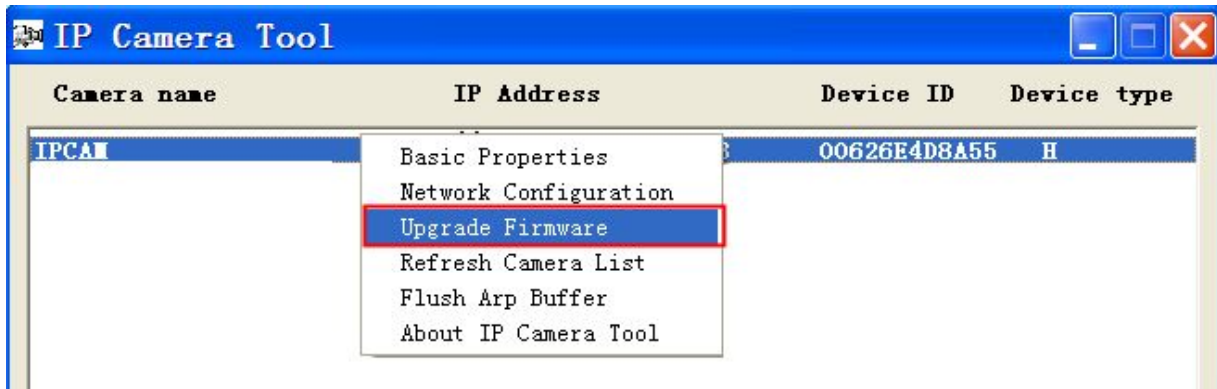 IP Camera Tool
Camera name IP Address Device ID Device type
IPCAM 00626E4D8A55 H
Basic Properties
Network Configuration
Upgrade Firmware
Refresh Camera List
Flush Arp Buffer
About IP Camera Tool